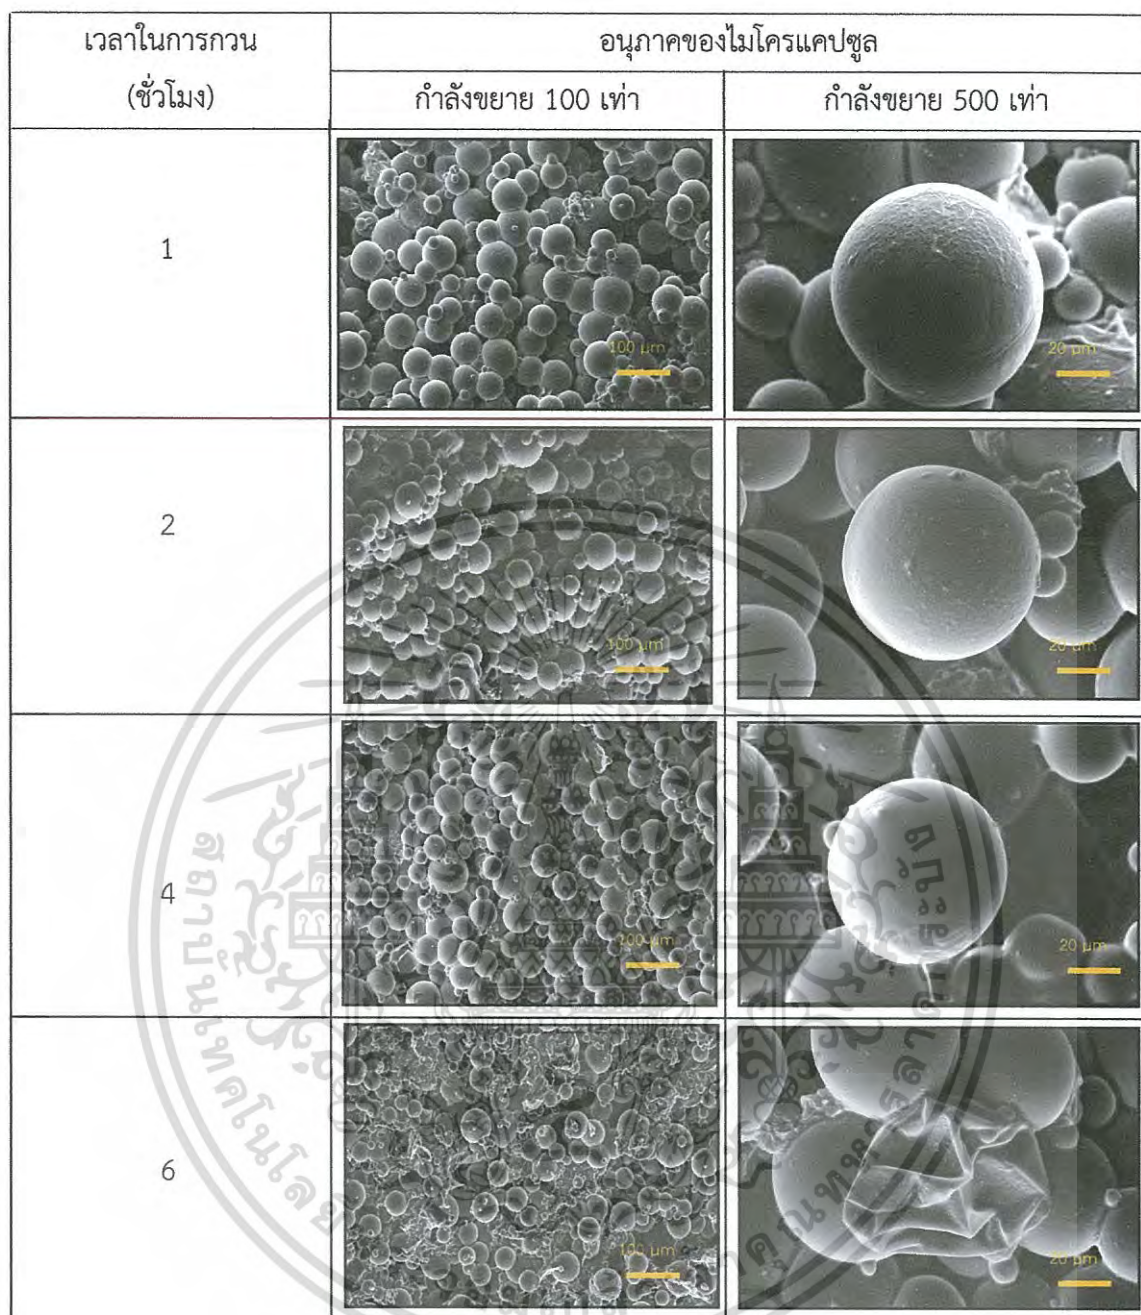 เวลาในการกวน
(ชั่วโมง)
อนุภาคของไมโครแคปซูล
กำลังขยาย 100 เท่า
กำลังขยาย 500 เท่า
1
100 µm
20 µm
2
100 µm
20 µm
4
100 µm
20 µm
6
100 µm
20 µm